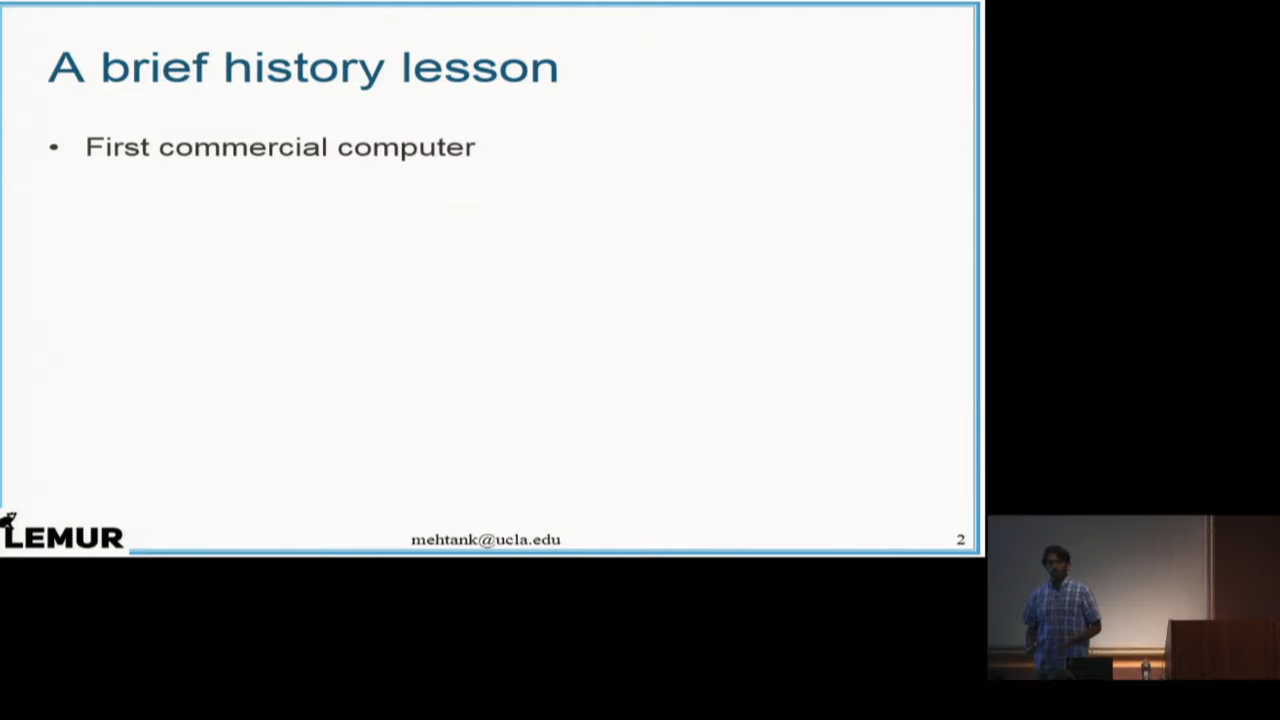 A brief history lesson
• First commercial computer
LEMUR
mehtank@ucla.edu
2